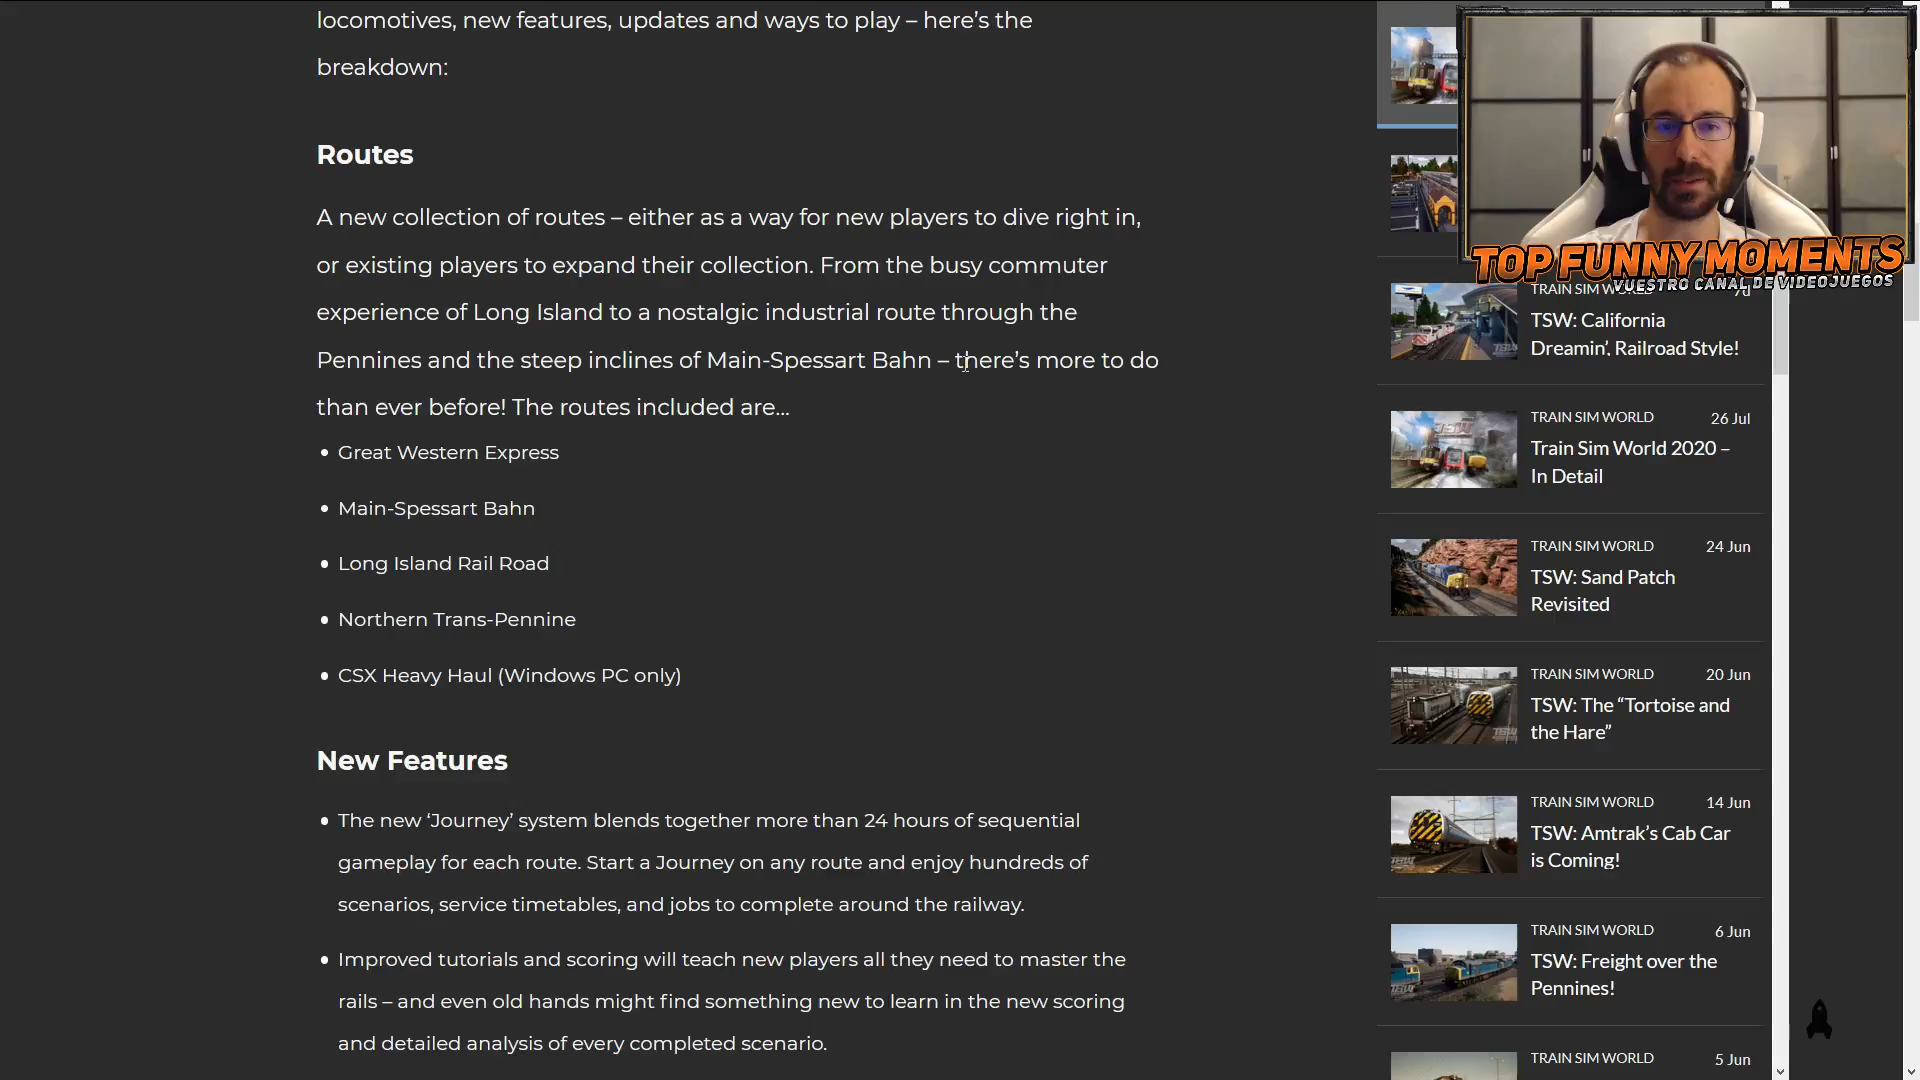 locomotives, new features, updates and ways to play – here’s the
breakdown:
Routes
A new collection of routes – either as a way for new players to dive right in,
or existing players to expand their collection. From the busy commuter
experience of Long Island to a nostalgic industrial route through the
Pennines and the steep inclines of Main-Spessart Bahn – there’s more to do
than ever before! The routes included are…
• Great Western Express
• Main-Spessart Bahn
• Long Island Rail Road
• Northern Trans-Pennine
• CSX Heavy Haul (Windows PC only)
New Features
• The new ‘Journey’ system blends together more than 24 hours of sequential
gameplay for each route. Start a Journey on any route and enjoy hundreds of
scenarios, service timetables, and jobs to complete around the railway.
• Improved tutorials and scoring will teach new players all they need to master the
rails – and even old hands might find something new to learn in the new scoring
and detailed analysis of every completed scenario.
TOP FUNNY MOMENTS
VUESTRO CANAL DE VIDEOJUEGOS
TRAIN SIM
TSW: California
Dreamin’, Railroad Style!
TRAIN SIM WORLD 26 Jul
Train Sim World 2020 –
In Detail
TRAIN SIM WORLD 24 Jun
TSW: Sand Patch
Revisited
TRAIN SIM WORLD 20 Jun
TSW: The “Tortoise and
the Hare”
TRAIN SIM WORLD 14 Jun
TSW: Amtrak’s Cab Car
is Coming!
TRAIN SIM WORLD 6 Jun
TSW: Freight over the
Pennines!
TRAIN SIM WORLD 5 Jun